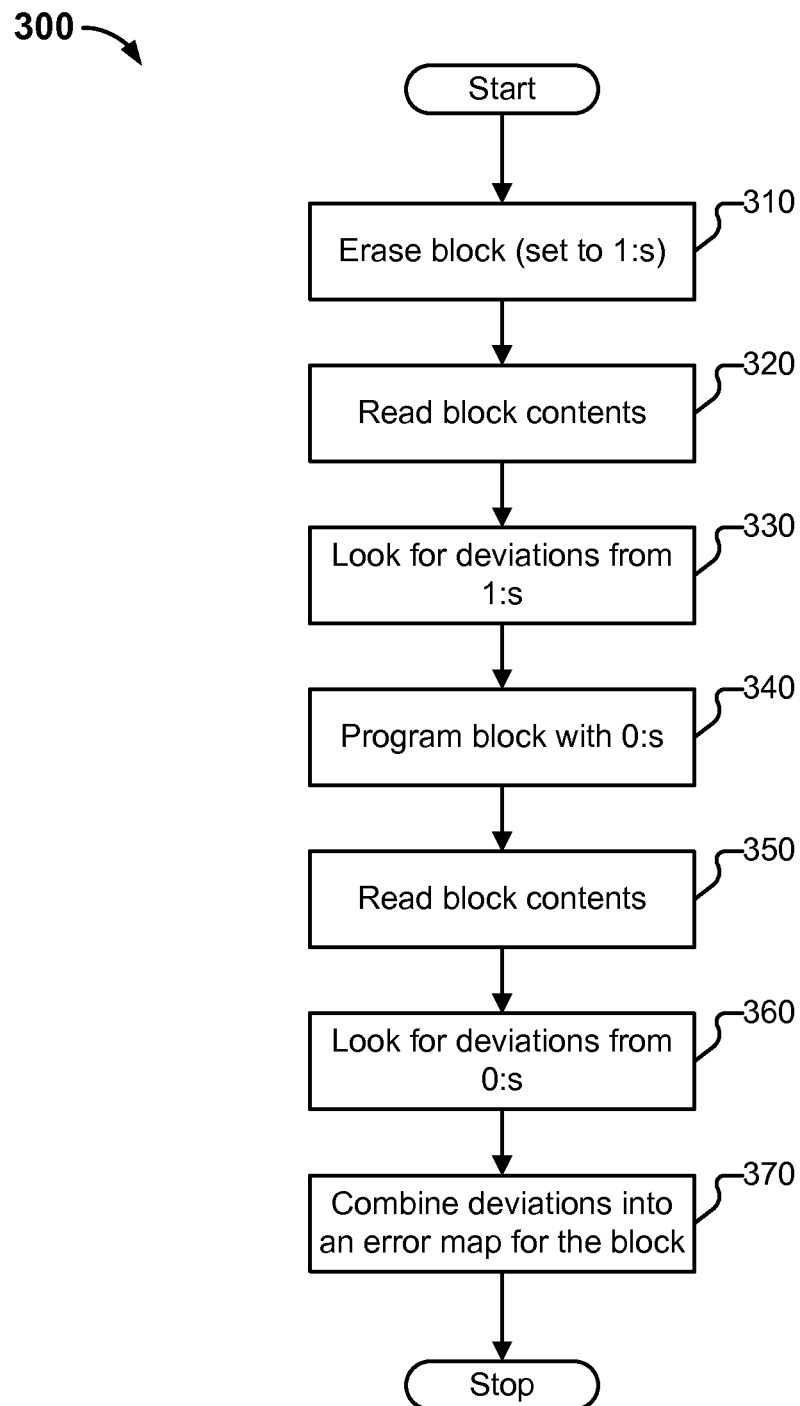 300
Start
310
Erase block (set to 1:s)
320
Read block contents
330
Look for deviations from
1:s
340
Program block with 0:s
350
Read block contents
360
Look for deviations from
0:s
370
Combine deviations into
an error map for the block
Stop